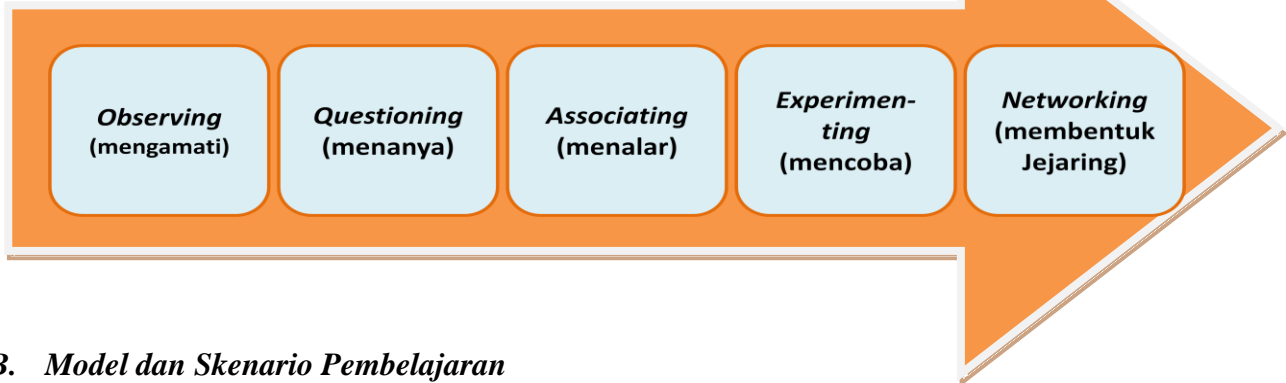 Observing
(mengamati)
Questioning
(menanya)
Associating
(menalar)
Experimen-
ting
(mencoba)
Networking
(membentuk
Jejaring)
Model dan Skenario Pembelajaran